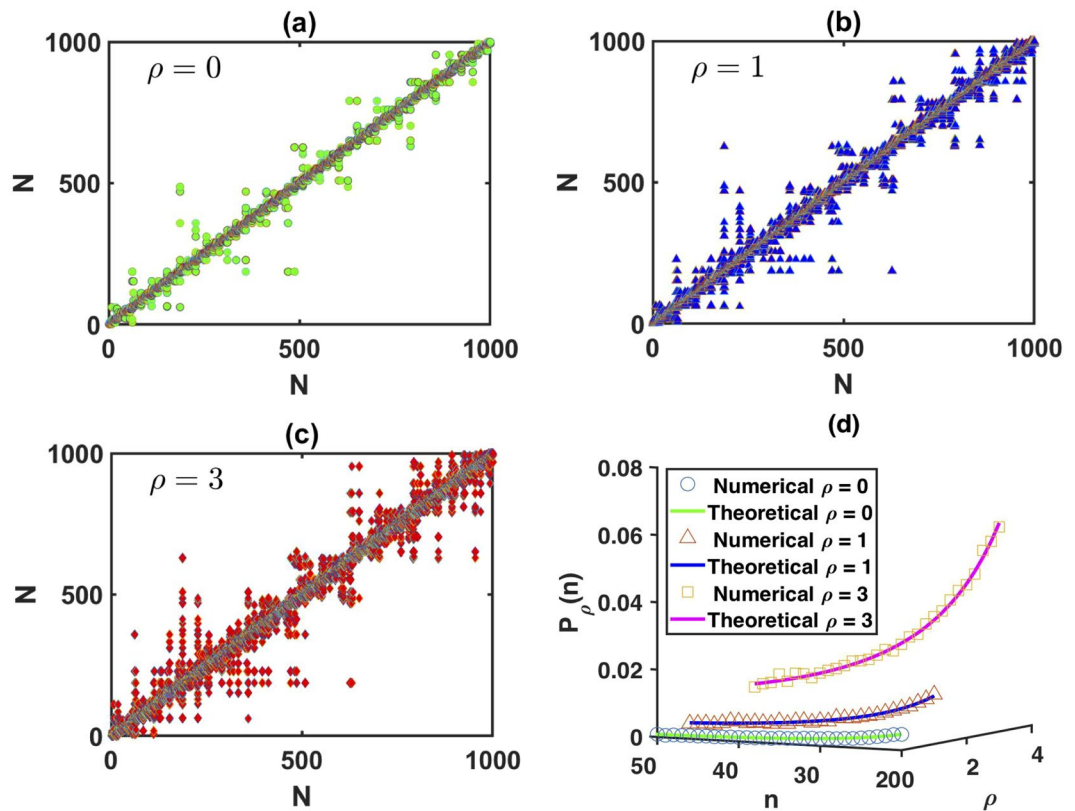 (a)
ρ = 0
1000
500
0
N
0
500
1000
N
(b)
ρ = 1
1000
500
0
N
0
500
1000
N
(c)
ρ = 3
1000
500
0
N
0
500
1000
N
(d)
0.08
0.06
0.04
0.02
0
Pρ(n)
Numerical ρ = 0
Theoretical ρ = 0
Numerical ρ = 1
Theoretical ρ = 1
Numerical ρ = 3
Theoretical ρ = 3
50
40
30
20
n
0
2
4
ρ